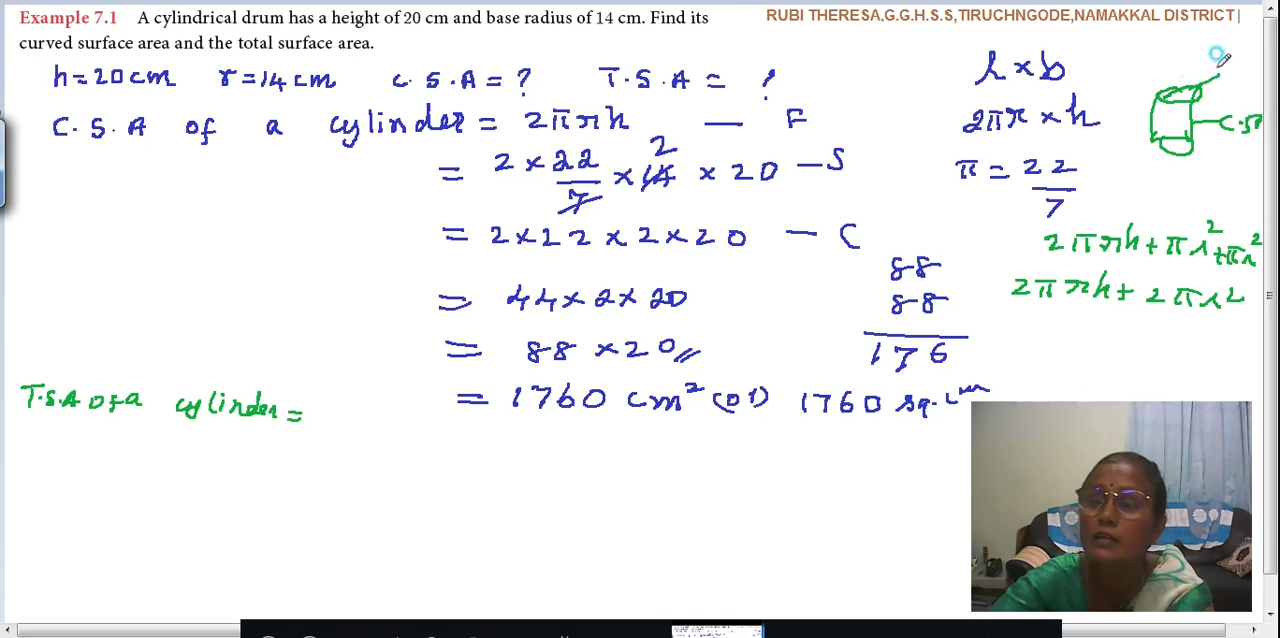 Example 7.1 A cylindrical drum has a height of 20 cm and base radius of 14 cm. Find its
RUBI THERESA,G.G.H.S.S,TIRUCHNGODE,NAMAKKAL DISTRICT
curved surface area and the total surface area.
h = 20 cm r = 14 cm C.S.A = ? T.S.A = ?
l × b
C.S.A of a cylinder = 2πrh — F
2πr × h
C.S.
= 2 × 22/7 × 14 2 × 20 — S
π = 22/7
= 2 × 22 × 2 × 20 — C
2πrh + πr² + πr²
88
2πrh + 2πr²
= 44 × 2 × 20
88
= 88 × 20
176
T.S.A of a cylinder =
= 1760 cm² (or) 1760 sq.cm